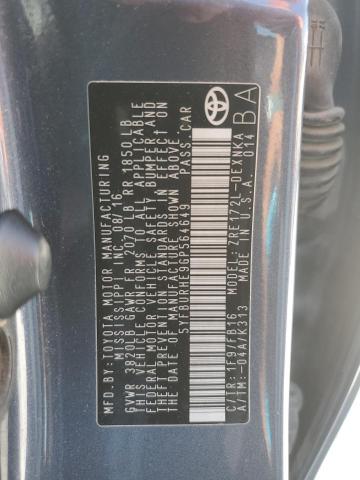 MFD.BY: TOYOTA MOTOR MANUFACTURING
MISSISSIPPI INC. 08/16
GVWR 3820LB GAWR FR 2070LB RR 1850LB
THIS VEHICLE CONFORMS TO ALL APPLICABLE
FEDERAL MOTOR VEHICLE SAFETY, BUMPER, AND
THEFT PREVENTION STANDARDS IN EFFECT ON
THE DATE OF MANUFACTURE SHOWN ABOVE.
5YFBURHE9GP564649 PASS.CAR
C/TR: 1F9/FB16 MODEL: ZRE172L-DEXNKA
A/TM: -04A/K313 MADE IN U.S.A. 014
BA